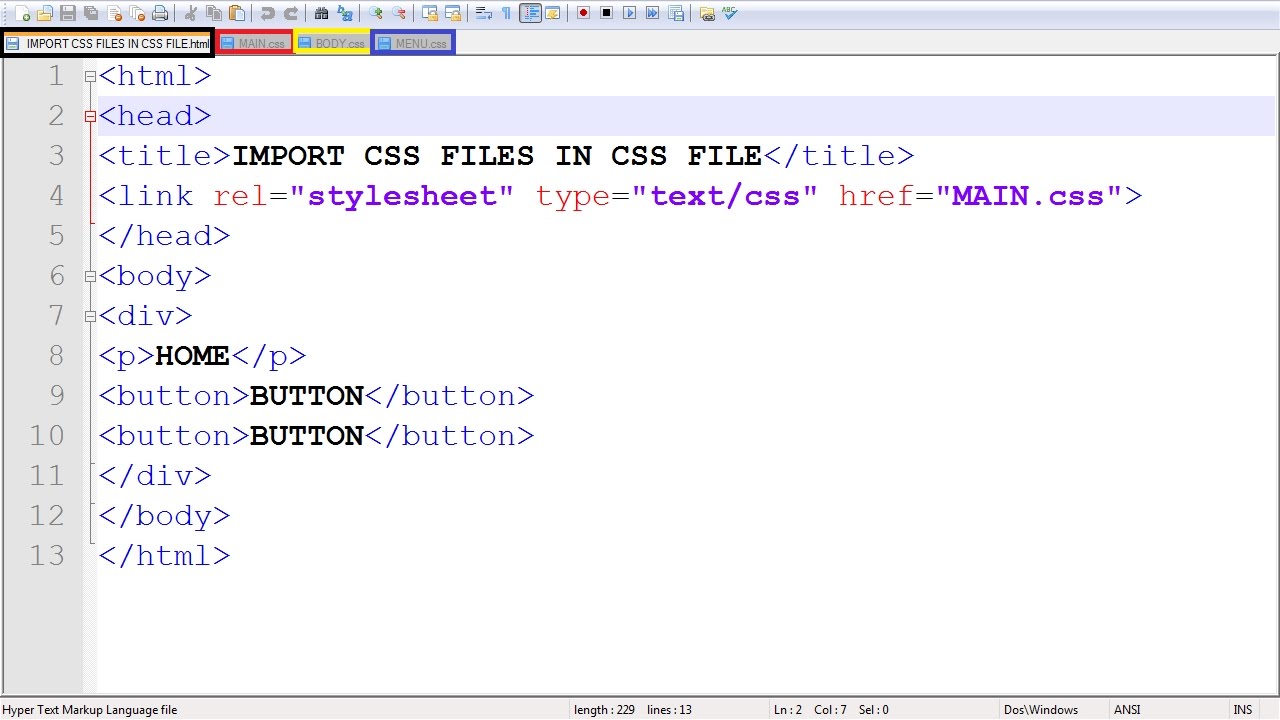 IMPORT CSS FILES IN CSS FILE.html MAIN.css BODY.css MENU.css
1 <html>
2 <head>
3 <title>IMPORT CSS FILES IN CSS FILE</title>
4 <link rel="stylesheet" type="text/css" href="MAIN.css">
5 </head>
6 <body>
7 <div>
8 <p>HOME</p>
9 <button>BUTTON</button>
10 <button>BUTTON</button>
11 </div>
12 </body>
13 </html>
Hyper Text Markup Language file length : 229 lines : 13 Ln : 2 Col : 7 Sel : 0 Dos\Windows ANSI INS